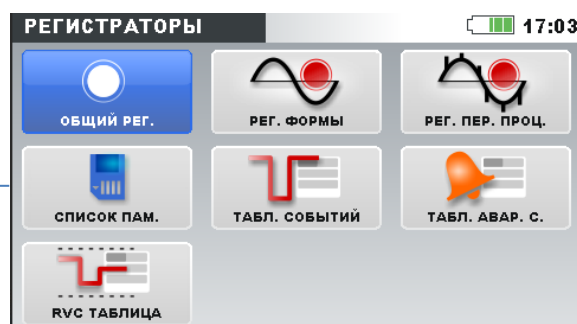 РЕГИСТРАТОРЫ 17:03
ОБЩИЙ РЕГ. РЕГ. ФОРМЫ РЕГ. ПЕР. ПРОЦ.
СПИСОК ПАМ. ТАБЛ. СОБЫТИЙ ТАБЛ. АВАР. С.
RVC ТАБЛИЦА